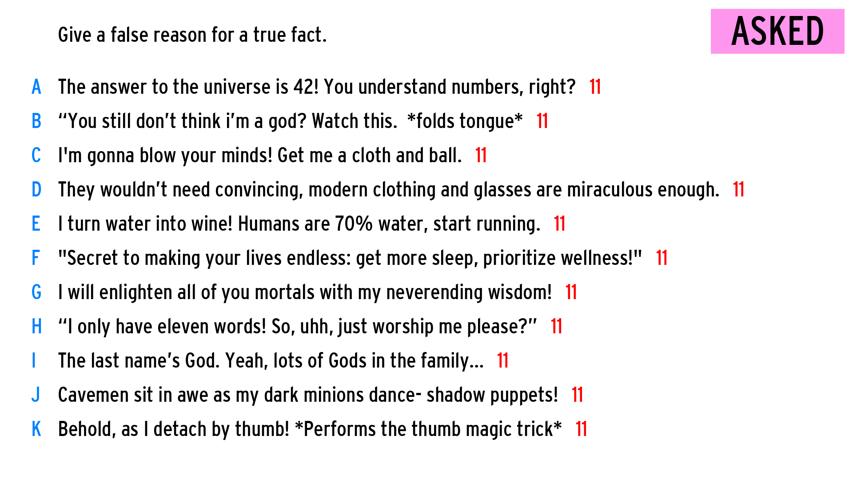 Give a false reason for a true fact.
ASKED
A The answer to the universe is 42! You understand numbers, right? 11
B “You still don’t think i’m a god? Watch this. *folds tongue* 11
C I'm gonna blow your minds! Get me a cloth and ball. 11
D They wouldn’t need convincing, modern clothing and glasses are miraculous enough. 11
E I turn water into wine! Humans are 70% water, start running. 11
F "Secret to making your lives endless: get more sleep, prioritize wellness!" 11
G I will enlighten all of you mortals with my neverending wisdom! 11
H “I only have eleven words! So, uhh, just worship me please?” 11
I The last name’s God. Yeah, lots of Gods in the family... 11
J Cavemen sit in awe as my dark minions dance- shadow puppets! 11
K Behold, as I detach by thumb! *Performs the thumb magic trick* 11